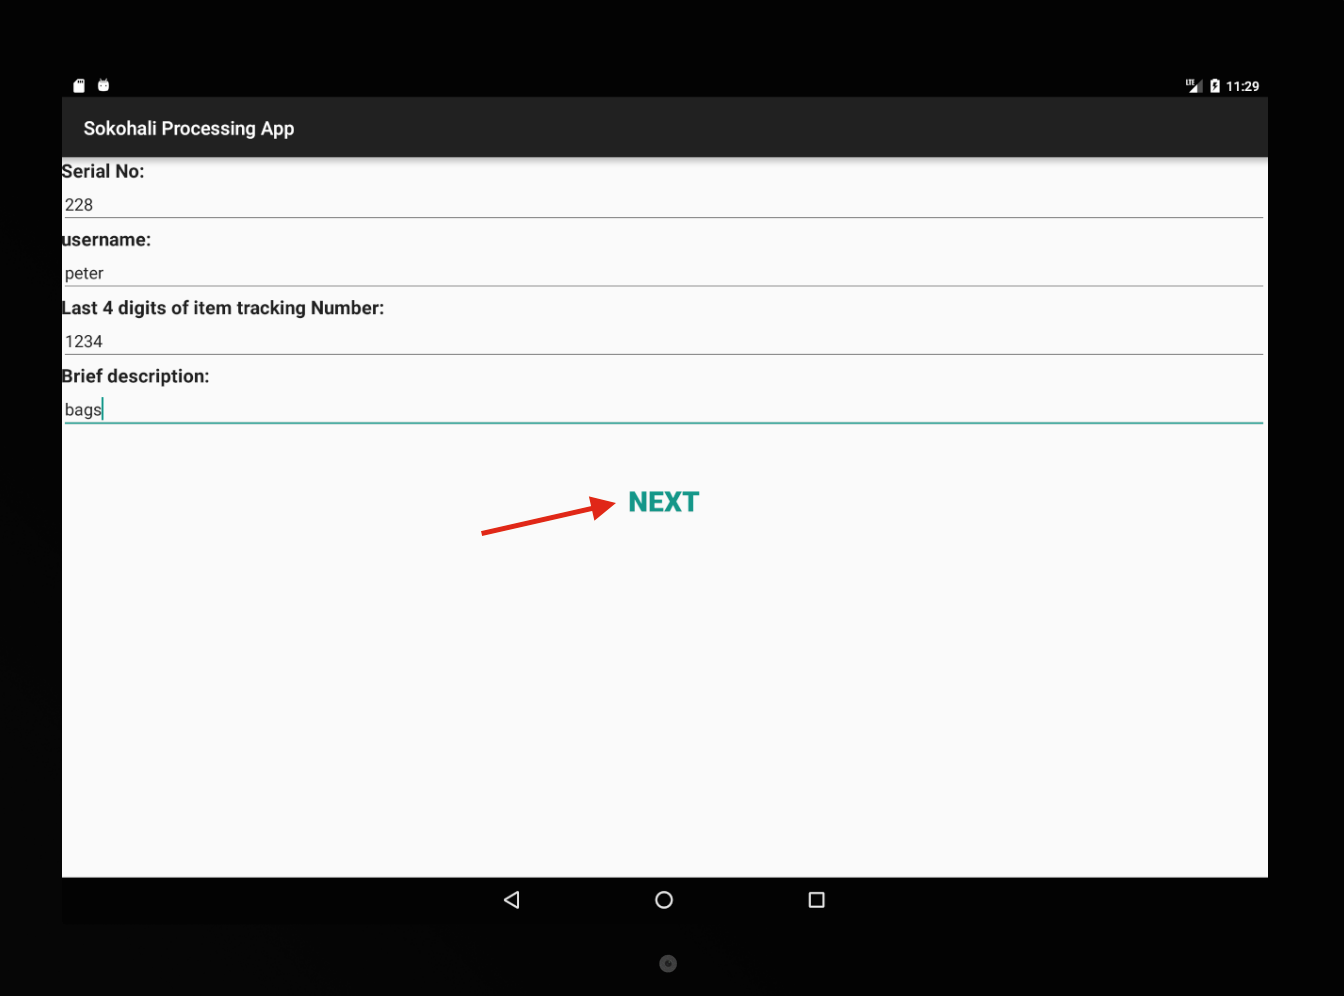 LTE 11:29
Sokohali Processing App
Serial No:
228
username:
peter
Last 4 digits of item tracking Number:
1234
Brief description:
bags
NEXT